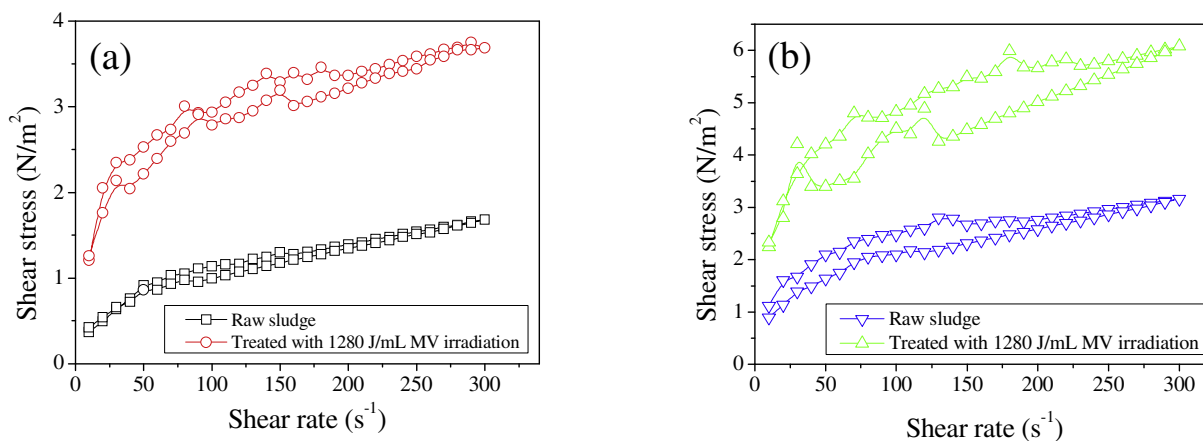 (a)
Shear stress (N/m²)
4
3
2
1
0
Raw sludge
Treated with 1280 J/mL MV irradiation
0 50 100 150 200 250 300
Shear rate (s⁻¹)
(b)
Shear stress (N/m²)
6
5
4
3
2
1
0
Raw sludge
Treated with 1280 J/mL MV irradiation
0 50 100 150 200 250 300
Shear rate (s⁻¹)